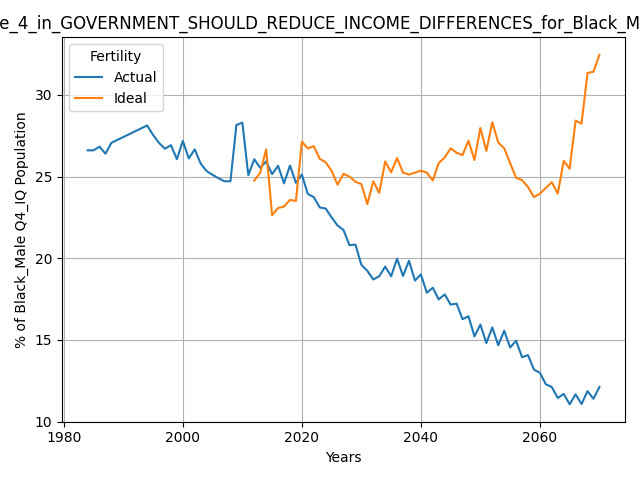 e_4_in_GOVERNMENT_SHOULD_REDUCE_INCOME_DIFFERENCES_for_Black_M
Fertility
Actual
Ideal
% of Black_Male Q4_IQ Population
30
25
20
15
10
1980
2000
2020
2040
2060
Years